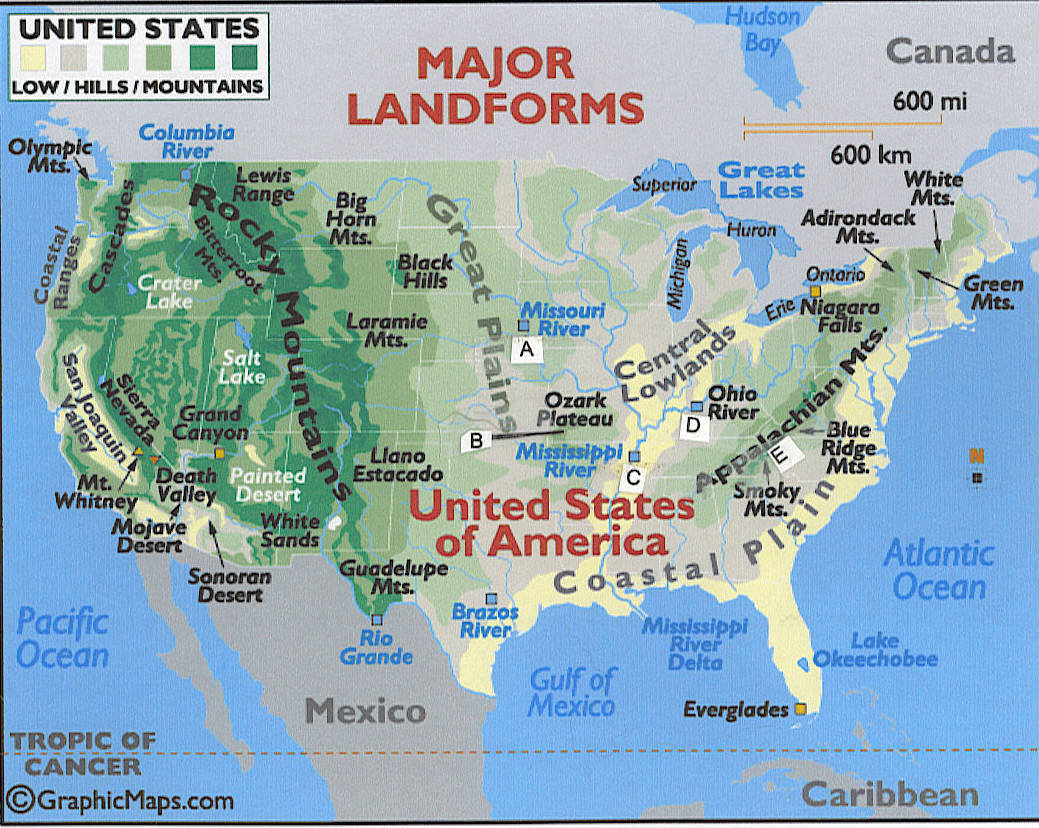 UNITED STATES
LOW / HILLS / MOUNTAINS
MAJOR
LANDFORMS
Hudson
Bay
Canada
600 mi
600 km
Olympic
Mts.
Columbia
River
Lewis
Range
Rocky
Mountains
Cascades
Coastal
Ranges
Bitterroot
Mts.
Big
Horn
Mts.
Great
Plains
Black
Hills
Crater
Lake
Laramie
Mts.
Salt
Lake
Missouri
River
A
Superior
Great
Lakes
Michigan
Huron
Ontario
Erie
Niagara
Falls
White
Mts.
Adirondack
Mts.
Green
Mts.
Central
Lowlands
Ohio
River
D
Appalachian Mts.
Blue
Ridge
Mts.
E
Smoky
Mts.
Ozark
Plateau
B
Mississippi
River
C
San Joaquin
Valley
Sierra
Nevada
Grand
Canyon
Mt.
Whitney
Death
Valley
Painted
Desert
Llano
Estacado
Mojave
Desert
White
Sands
Sonoran
Desert
Guadelupe
Mts.
United States
of America
Coastal Plain
N
Atlantic
Ocean
Pacific
Ocean
Rio
Grande
Brazos
River
Mississippi
River
Delta
Lake
Okeechobee
Gulf of
Mexico
Everglades
Mexico
TROPIC OF
CANCER
©GraphicMaps.com
Caribbean